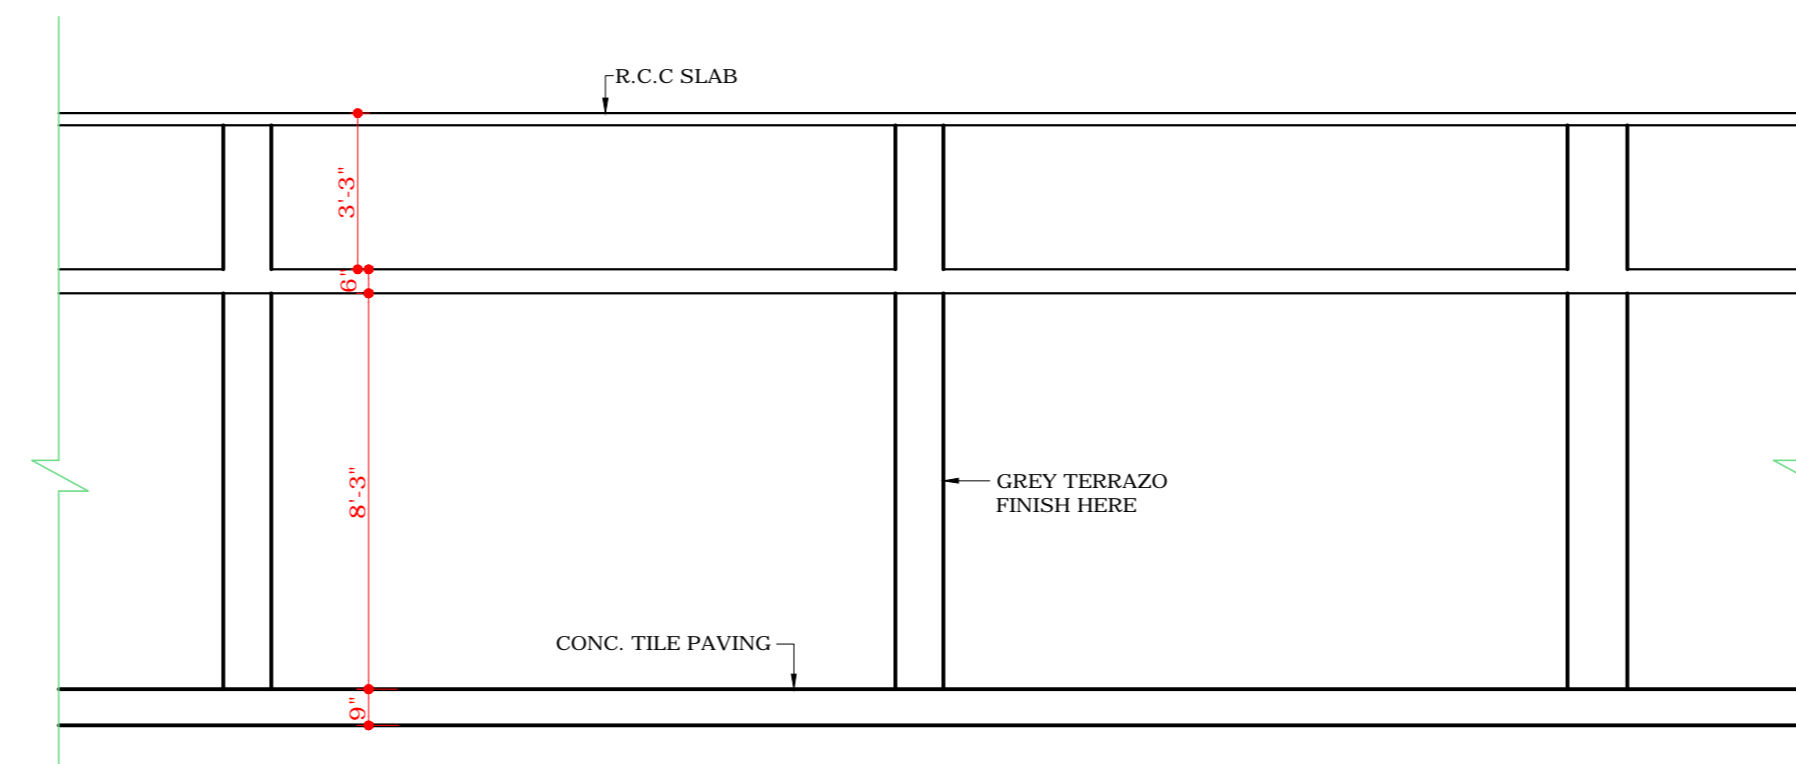 R.C.C SLAB
3'-3"
6"
8'-3"
GREY TERRAZO
FINISH HERE
CONC. TILE PAVING
9"